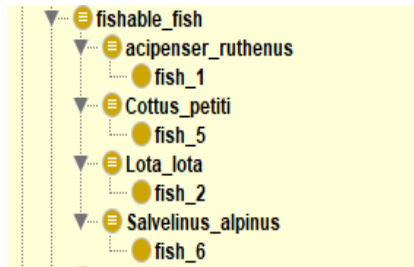 fishable_fish
acipenser_ruthenus
fish_1
Cottus_petiti
fish_5
Lota_lota
fish_2
Salvelinus_alpinus
fish_6